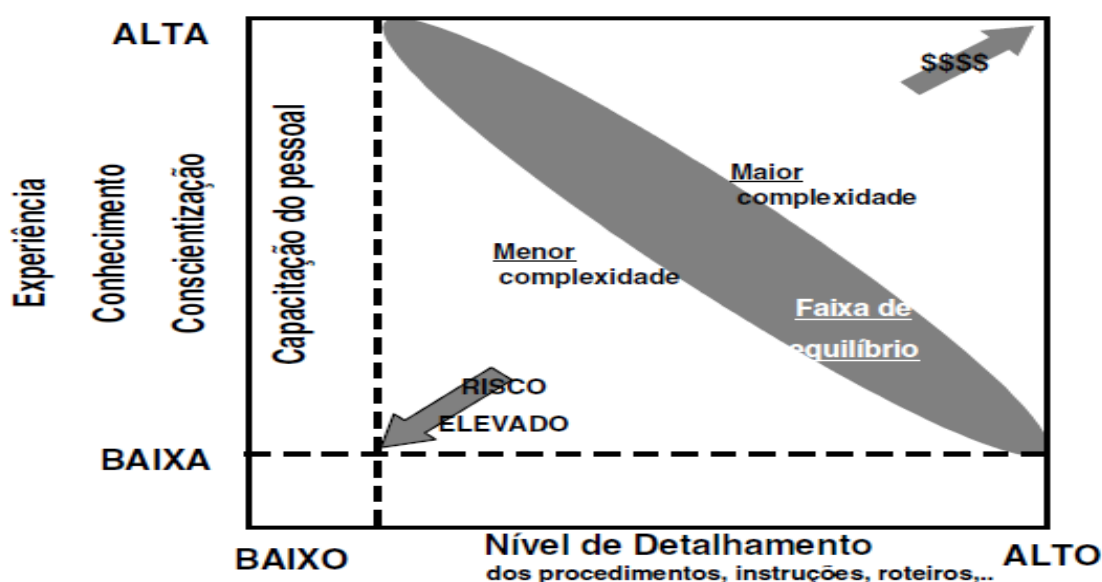 ALTA
$$$$
Experiência
Conhecimento
Conscientização
Capacitação do pessoal
Maior
complexidade
Menor
complexidade
Faixa de
equilíbrio
RISCO
ELEVADO
BAIXA
BAIXO
Nível de Detalhamento
dos procedimentos, instruções, roteiros,..
ALTO